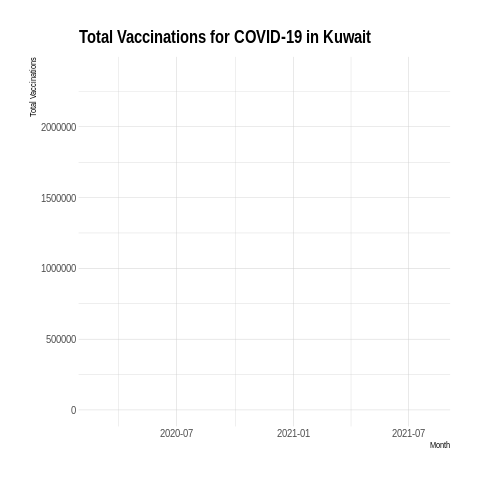 Total Vaccinations for COVID-19 in Kuwait
Total Vaccinations
2000000
1500000
1000000
500000
0
2020-07 2021-01 2021-07
Month